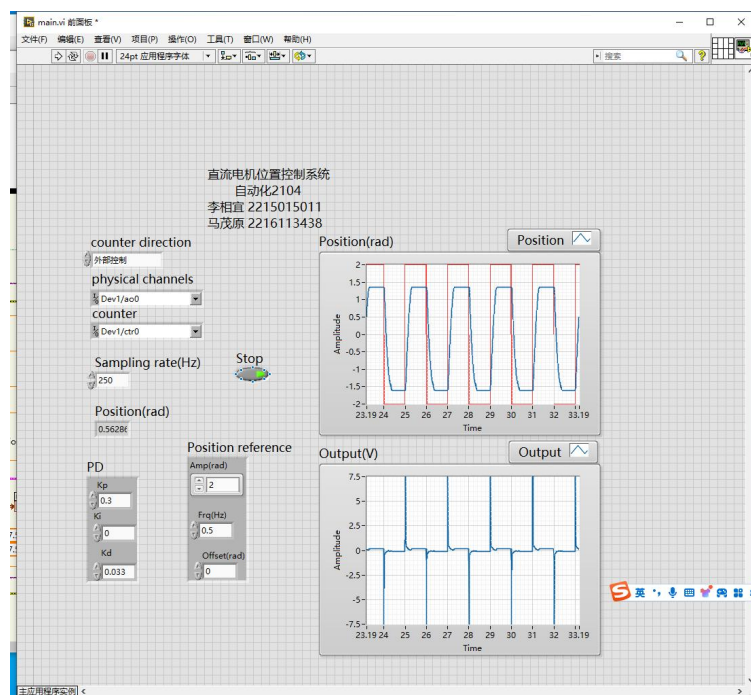 main.vi 前面板 *
文件(F) 编辑(E) 查看(V) 项目(P) 操作(O) 工具(T) 窗口(W) 帮助(H)
24pt 应用程序字体
搜索
直流电机位置控制系统
自动化2104
李相宜 2215015011
马茂原 2216113438
counter direction
外部控制
physical channels
Dev1/ao0
counter
Dev1/ctr0
Sampling rate(Hz)
250
Stop
Position(rad)
0.5628
PD
Kp
0.3
Ki
0
Kd
0.033
Position reference
Amp(rad)
2
Frq(Hz)
0.5
Offset(rad)
0
Position(rad)
Position
2
1.5
1
0.5
0
-0.5
-1
-1.5
-2
Amplitude
23.19 24 25 26 27 28 29 30 31 32 33.19
Time
Output(V)
Output
7.5
5
2.5
0
-2.5
-5
-7.5
Amplitude
23.19 24 25 26 27 28 29 30 31 32 33.19
Time
英
主应用程序实例